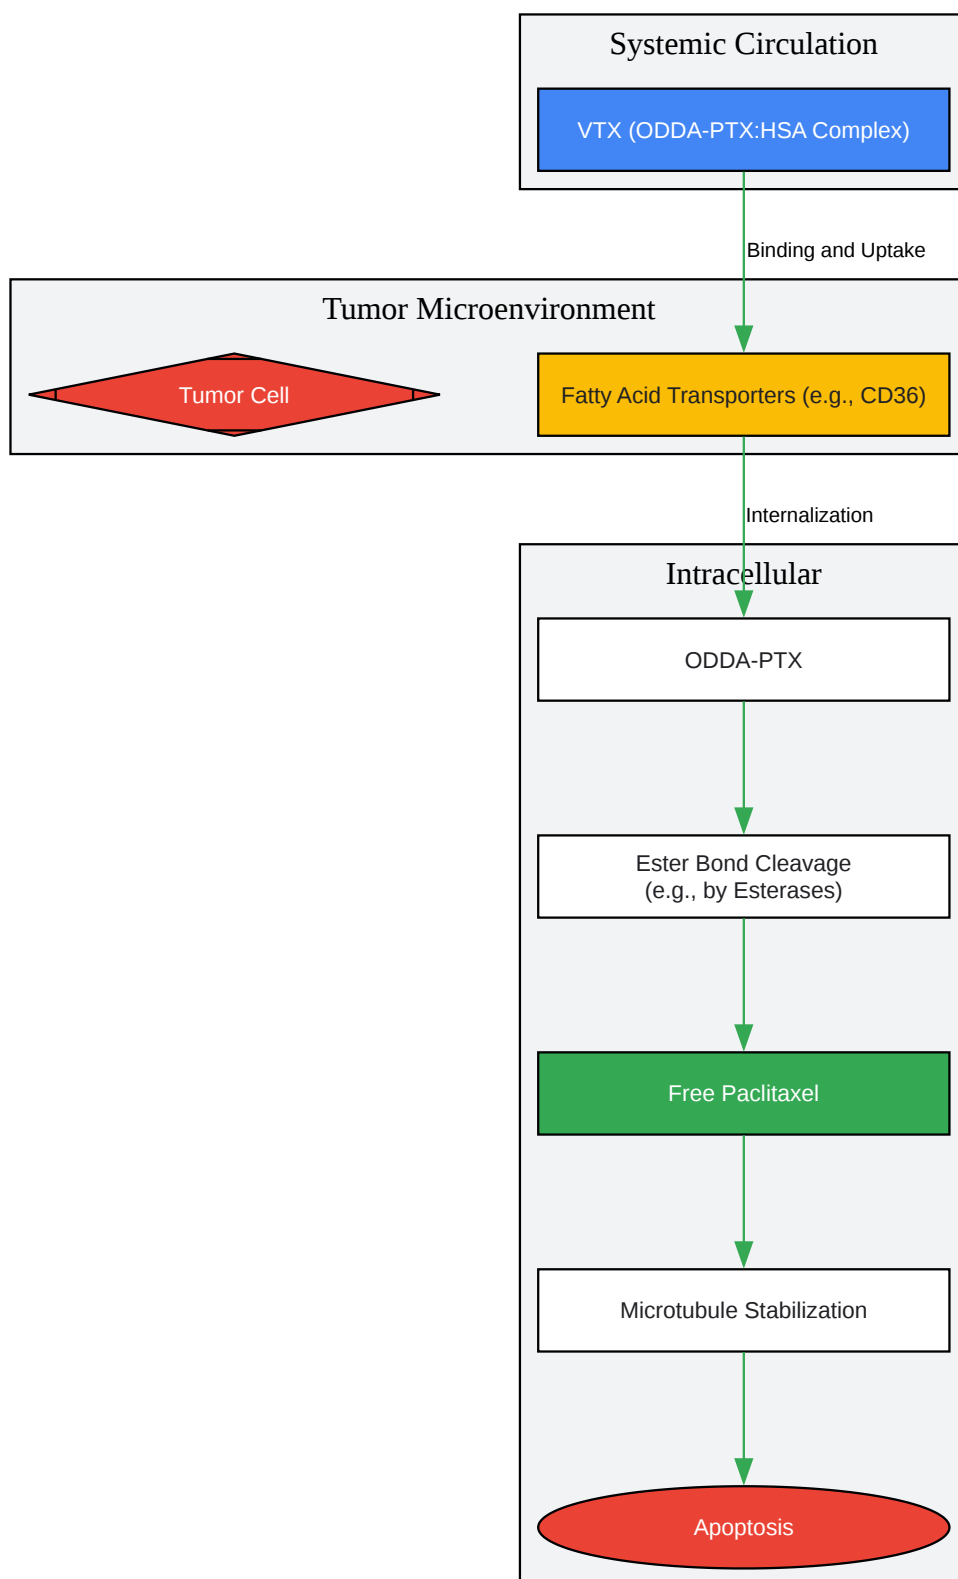 Systemic Circulation
VTX (ODDA-PTX:HSA Complex)
Binding and Uptake
Tumor Microenvironment
Tumor Cell
Fatty Acid Transporters (e.g., CD36)
Internalization
Intracellular
ODDA-PTX
Ester Bond Cleavage
(e.g., by Esterases)
Free Paclitaxel
Microtubule Stabilization
Apoptosis